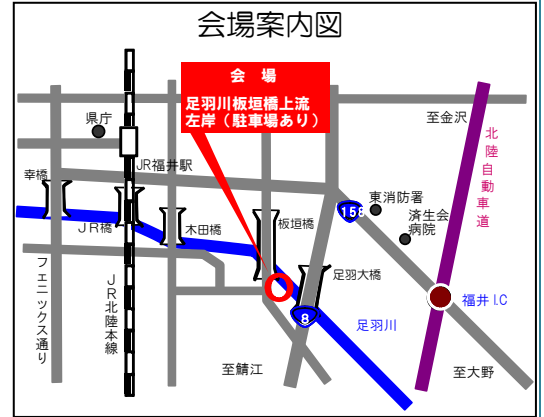 会場案内図
会 場
足羽川板垣橋上流
左岸（駐車場あり）
県庁
至金沢
北陸自動車道
JR福井駅
幸橋
東消防署
158
済生会
病院
JR橋
木田橋
板垣橋
足羽大橋
フェニックス通り
JR北陸本線
福井I.C
8
足羽川
至鯖江
至大野